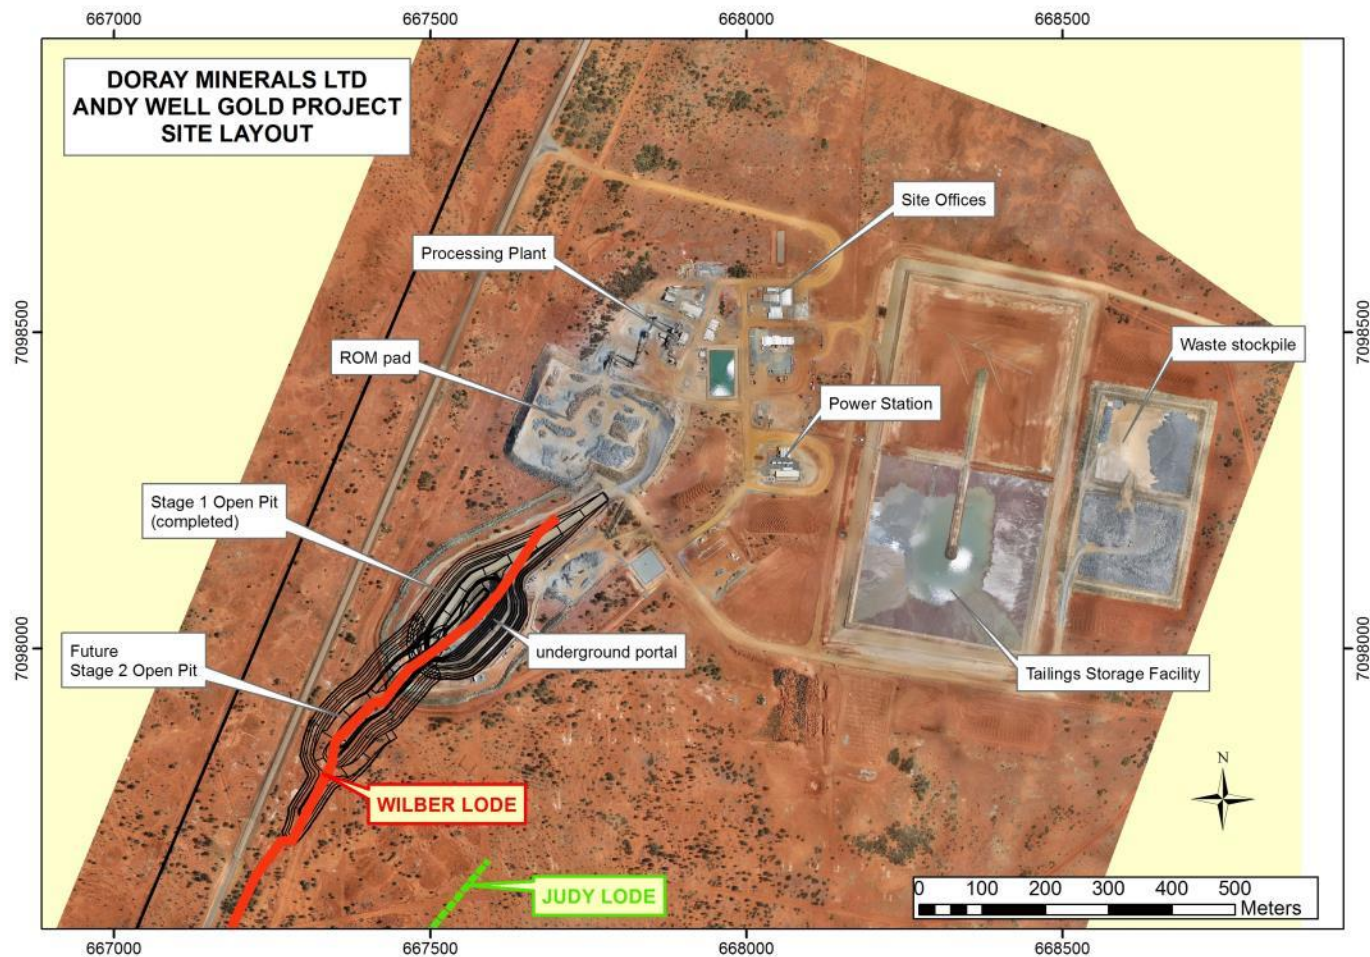 667000
667500
668000
668500
DORAY MINERALS LTD
ANDY WELL GOLD PROJECT
SITE LAYOUT
Site Offices
Processing Plant
7098500
7098500
Waste stockpile
ROM pad
Power Station
Stage 1 Open Pit
(completed)
Future
Stage 2 Open Pit
underground portal
7098000
7098000
Tailings Storage Facility
N
WILBER LODE
JUDY LODE
0 100 200 300 400 500
Meters
667000
667500
668000
668500